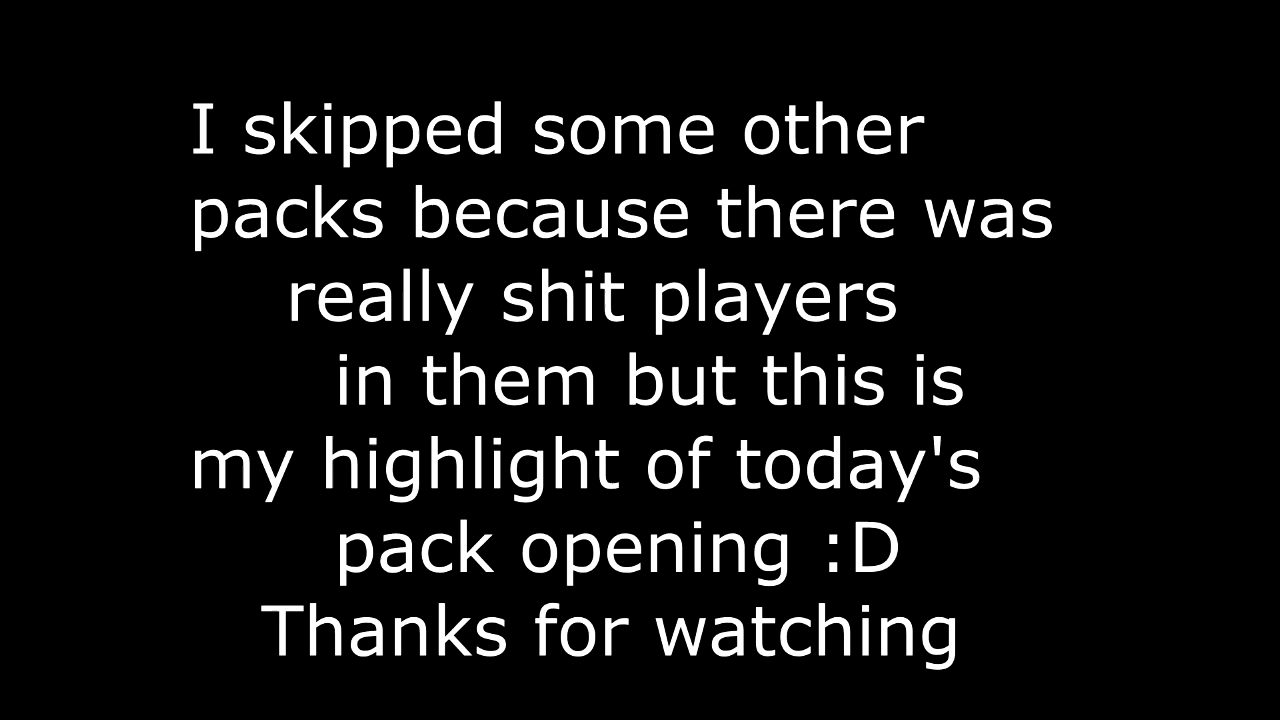 I skipped some other
packs because there was
really shit players
in them but this is
my highlight of today's
pack opening :D
Thanks for watching